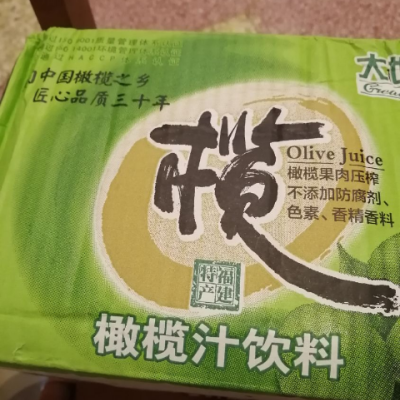 中国橄榄之乡
匠心品质三十年
大世
榄
Olive Juice
橄榄果肉压榨
不添加防腐剂、
色素、香精香料
福建
特产
橄榄汁饮料